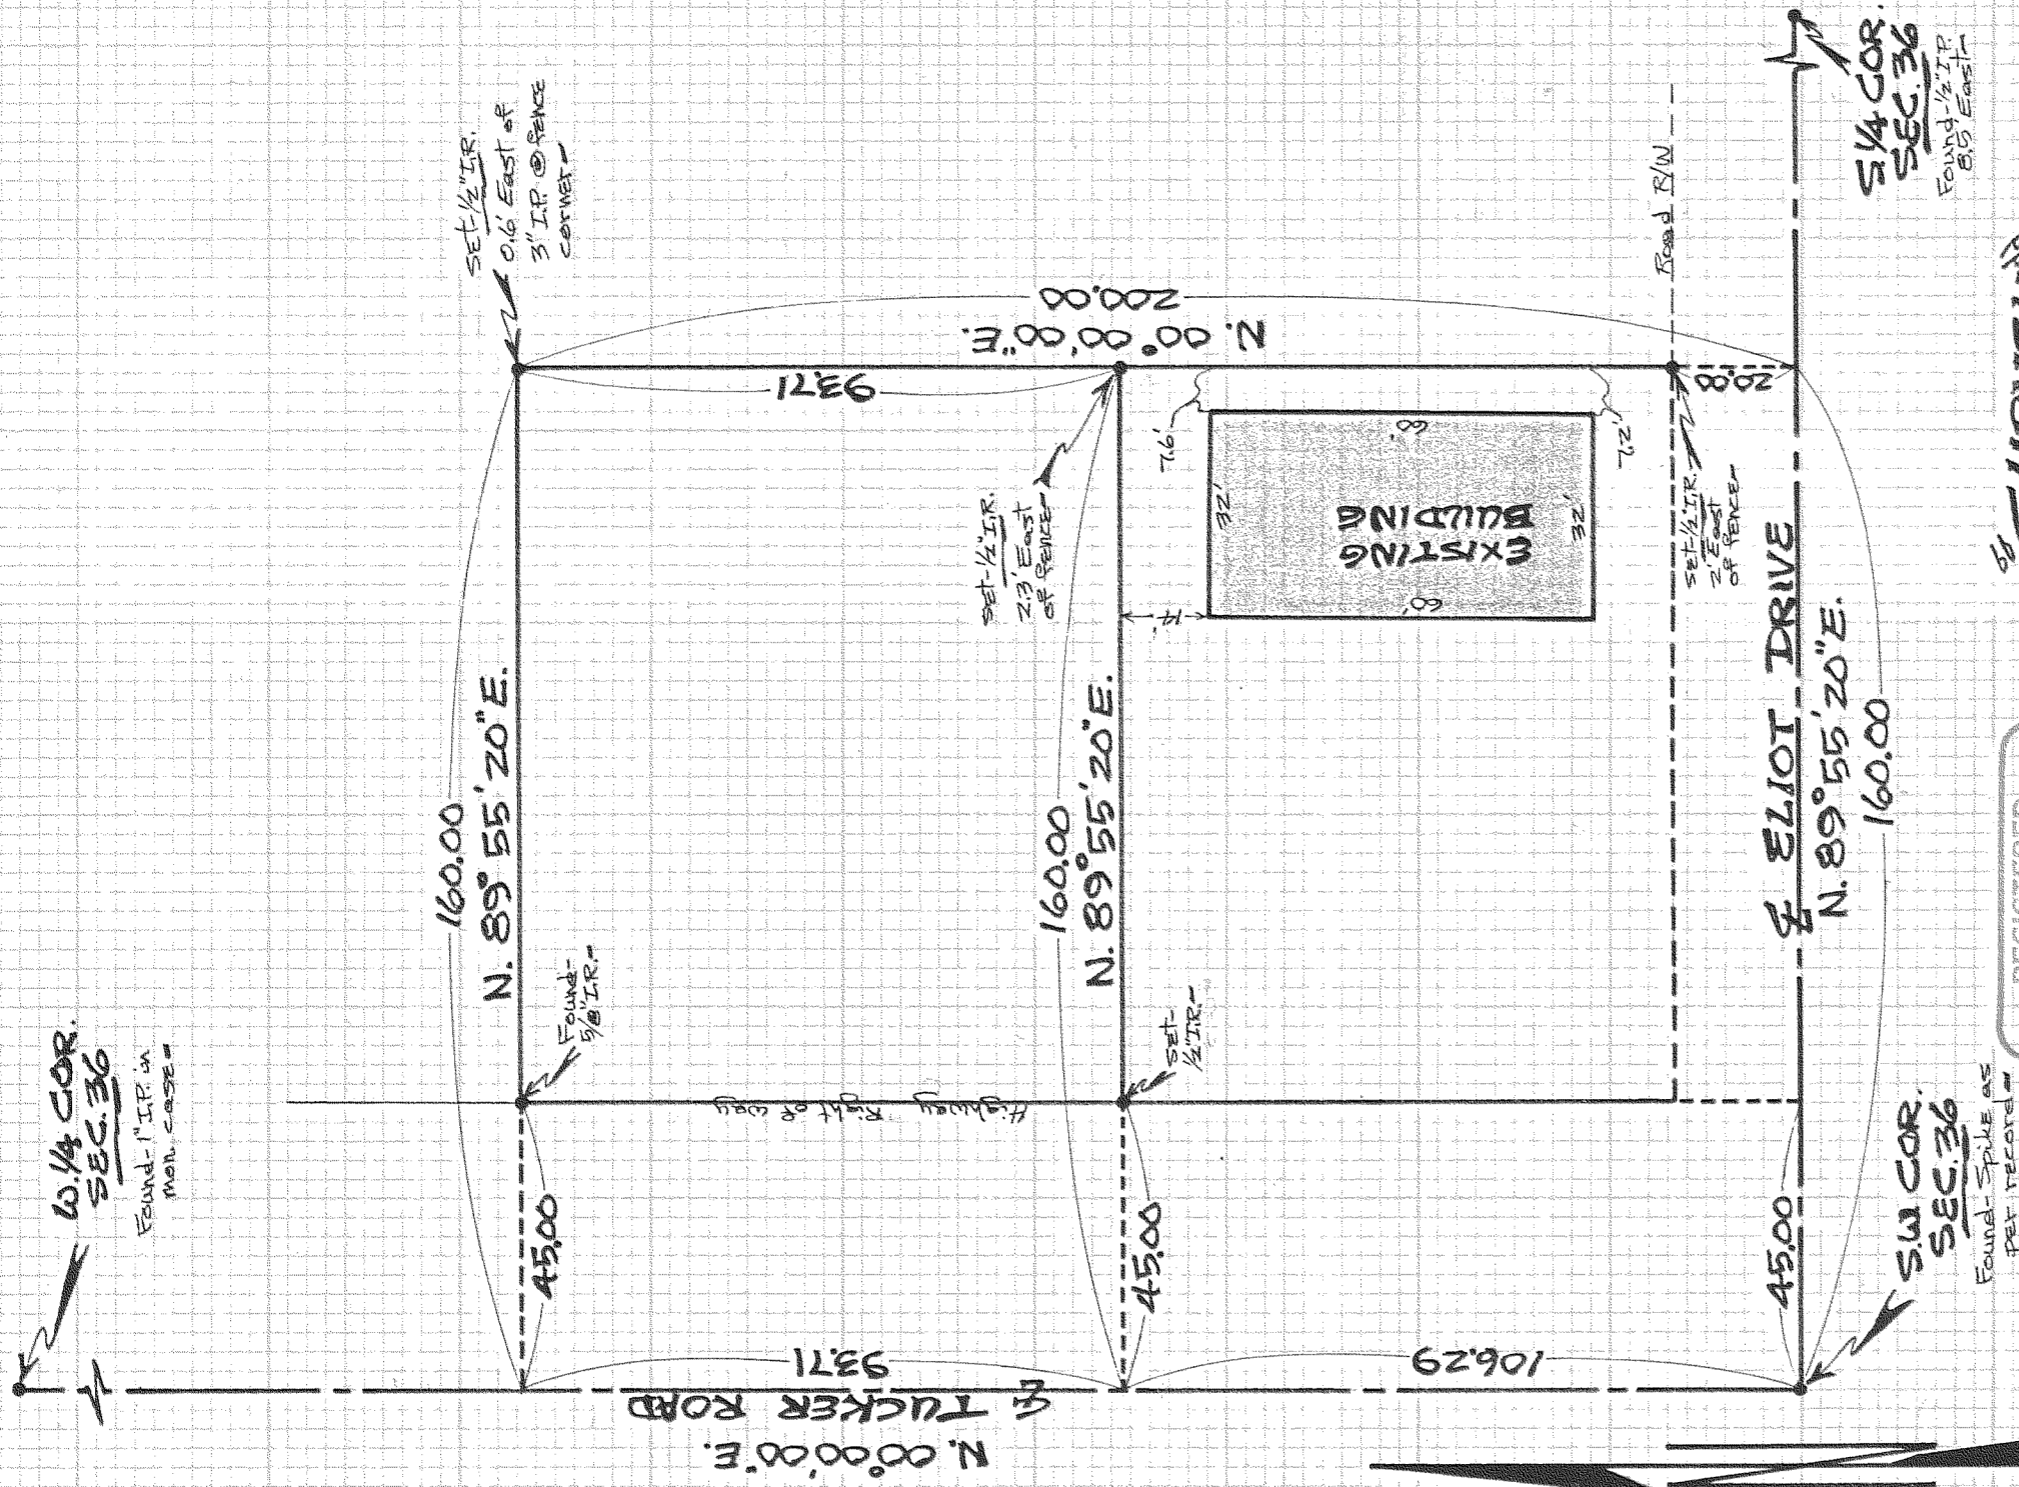 W. 1/4 COR.
SEC. 36
Found-1" I.P. in
mon. case-
Set-1/2" I.R.
0.6' East of
3" I.P. @ fence
corner-
160.00
N. 89° 55' 20" E.
Found-
5/8" I.R.-
45.00
93.71
N. 00° 00' 00" E.
200.00
Highway Right of way
Set-1/2" I.R.
2.3' East
of fence-
160.00
N. 89° 55' 20" E.
Set-
1/2" I.R.-
45.00
7.6'
7.2'
32'
60'
EXISTING
BUILDING
60'
32'
14'
Road R/W
20.00
Set-1/2" I.R.
2' East
of fence-
℄ ELIOT DRIVE
N. 89° 55' 20" E.
160.00
45.00
S 1/4 COR.
SEC. 36
Found-1/2" I.P.
8.5' East-
S.W. COR.
SEC. 36
Found-Spike as
per record-
93.71
106.29
℄ TUCKER ROAD
N. 00° 00' 00" E.